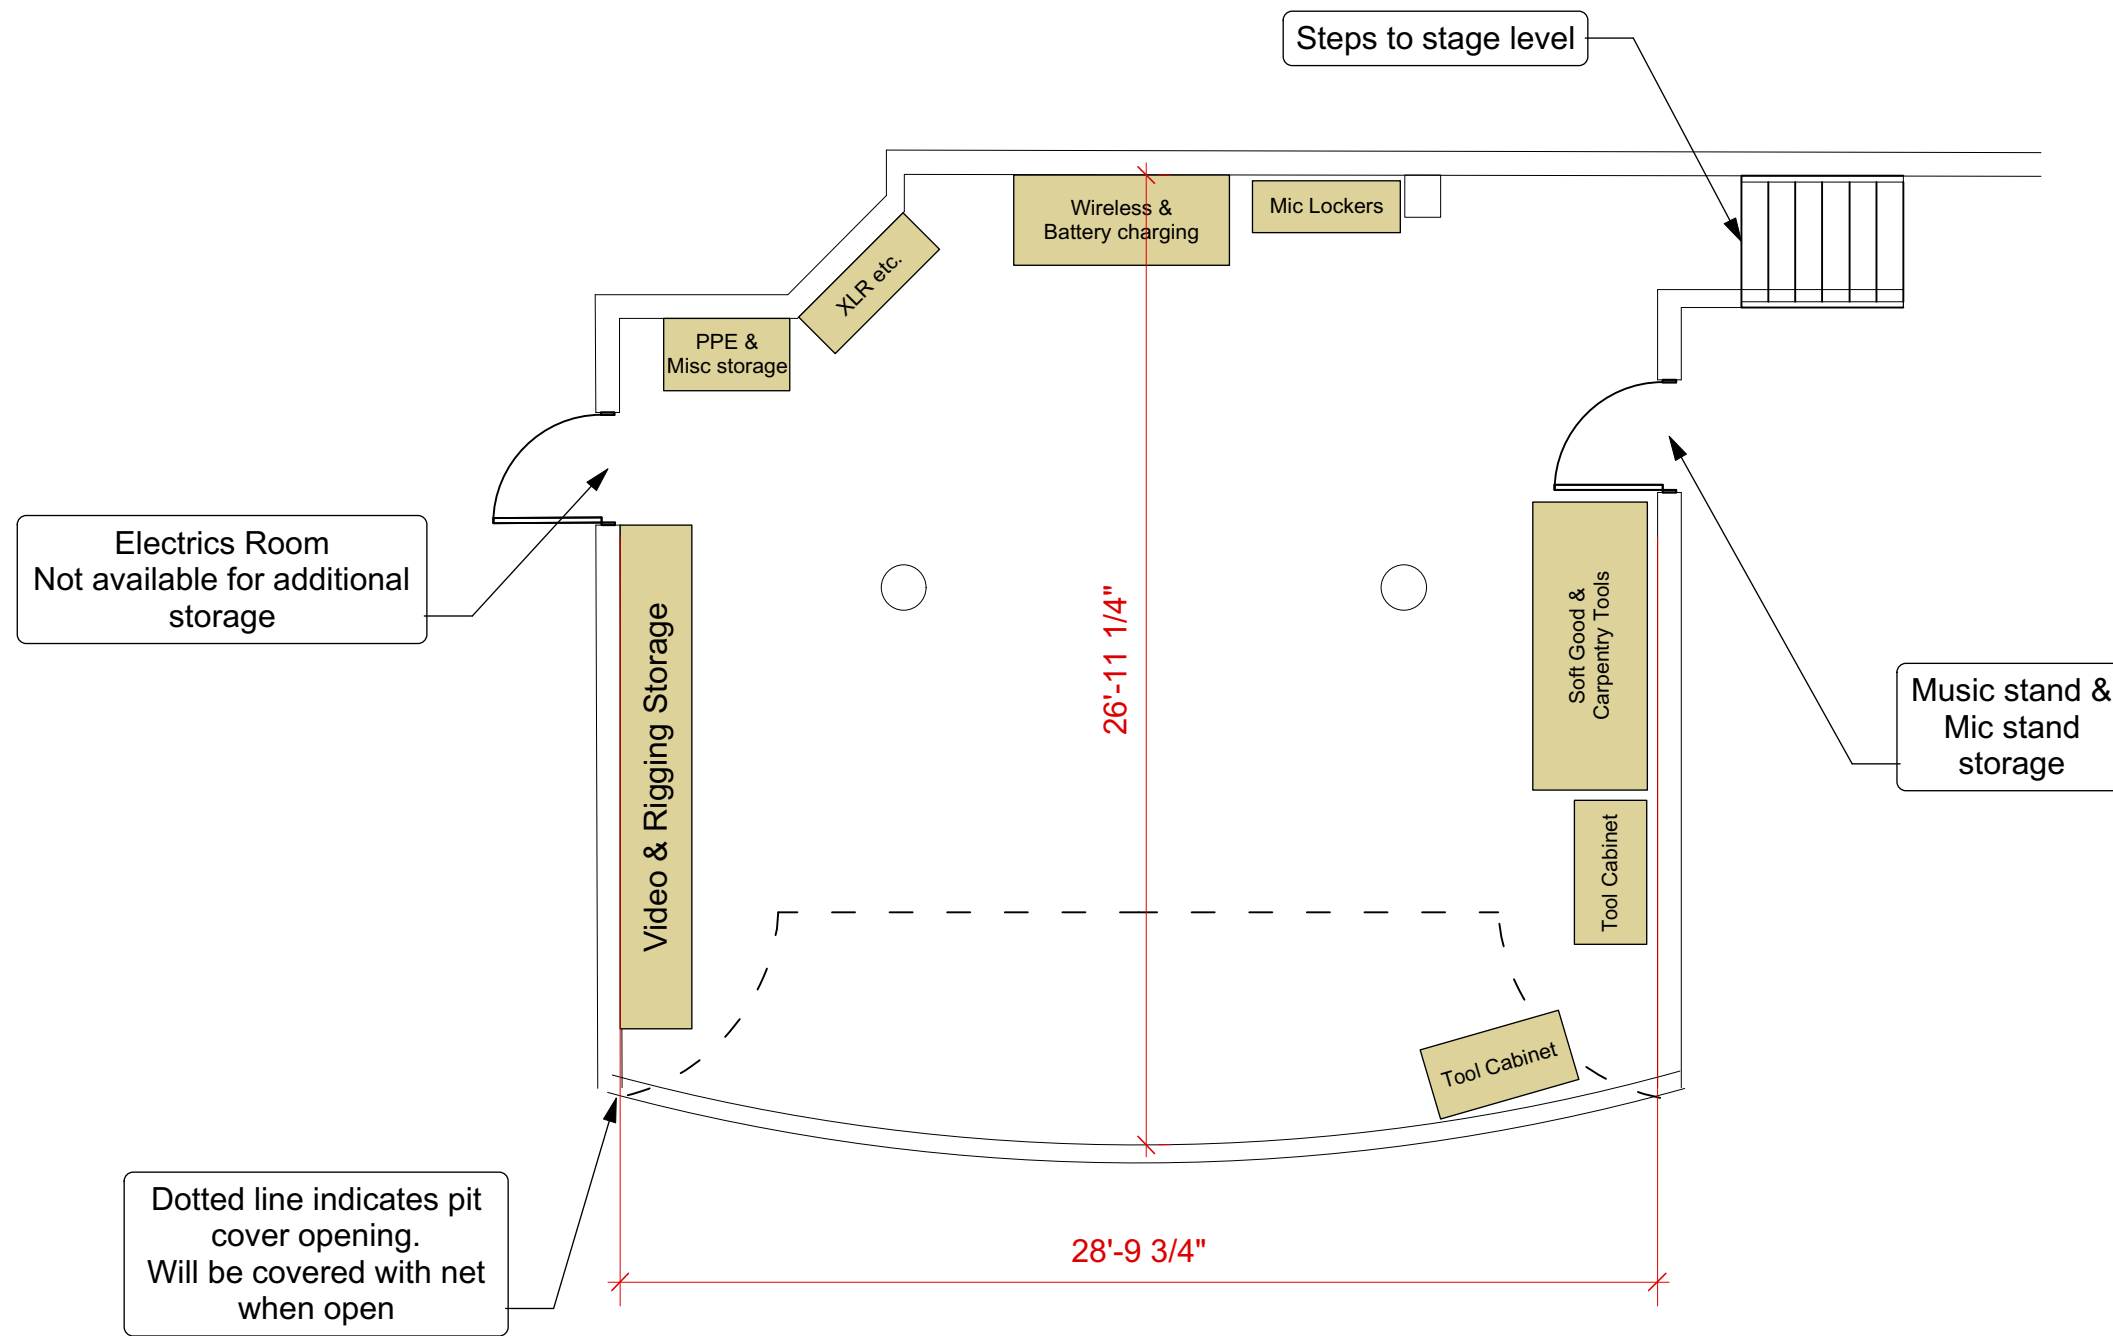 Steps to stage level
Wireless &
Battery charging
Mic Lockers
XLR etc.
PPE &
Misc storage
Electrics Room
Not available for additional
storage
Video & Rigging Storage
26'-11 1/4"
Soft Good &
Carpentry Tools
Music stand &
Mic stand
storage
Tool Cabinet
Tool Cabinet
Dotted line indicates pit
cover opening.
Will be covered with net
when open
28'-9 3/4"